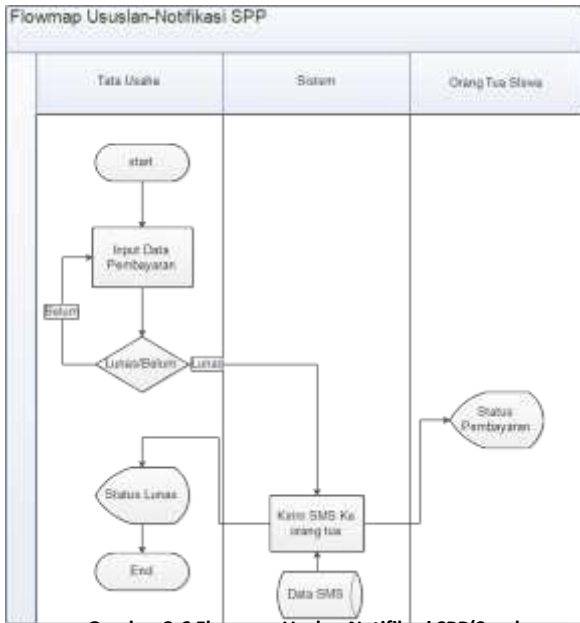 Flowmap Ususlan-Notifikasi SPP
Tata Usaha
Sistem
Orang Tua Siswa
start
Input Data
Pembayaran
Belum
Lunas/Belum
Lunas
Status
Pembayaran
Status Lunas
Kirim SMS Ke
orang tua
End
Data SMS